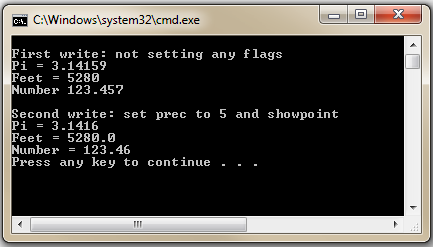 C:\Windows\system32\cmd.exe
First write: not setting any flags
Pi = 3.14159
Feet = 5280
Number 123.457
Second write: set prec to 5 and showpoint
Pi = 3.1416
Feet = 5280.0
Number = 123.46
Press any key to continue . . .